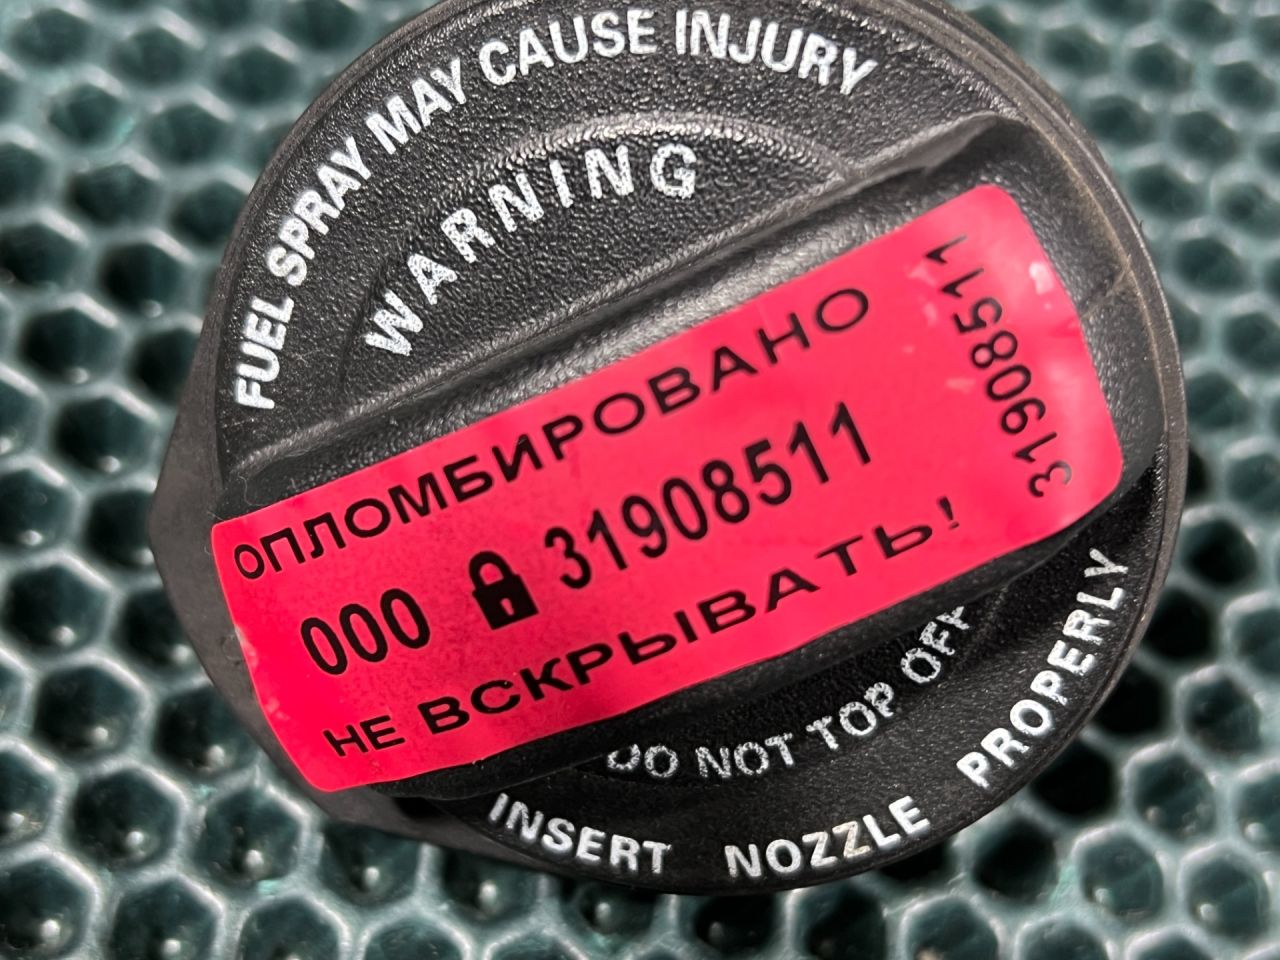 FUEL SPRAY MAY CAUSE INJURY
WARNING
ОПЛОМБИРОВАНО
000 31908511
НЕ ВСКРЫВАТЬ!
31908511
DO NOT TOP OFF
INSERT NOZZLE PROPERLY